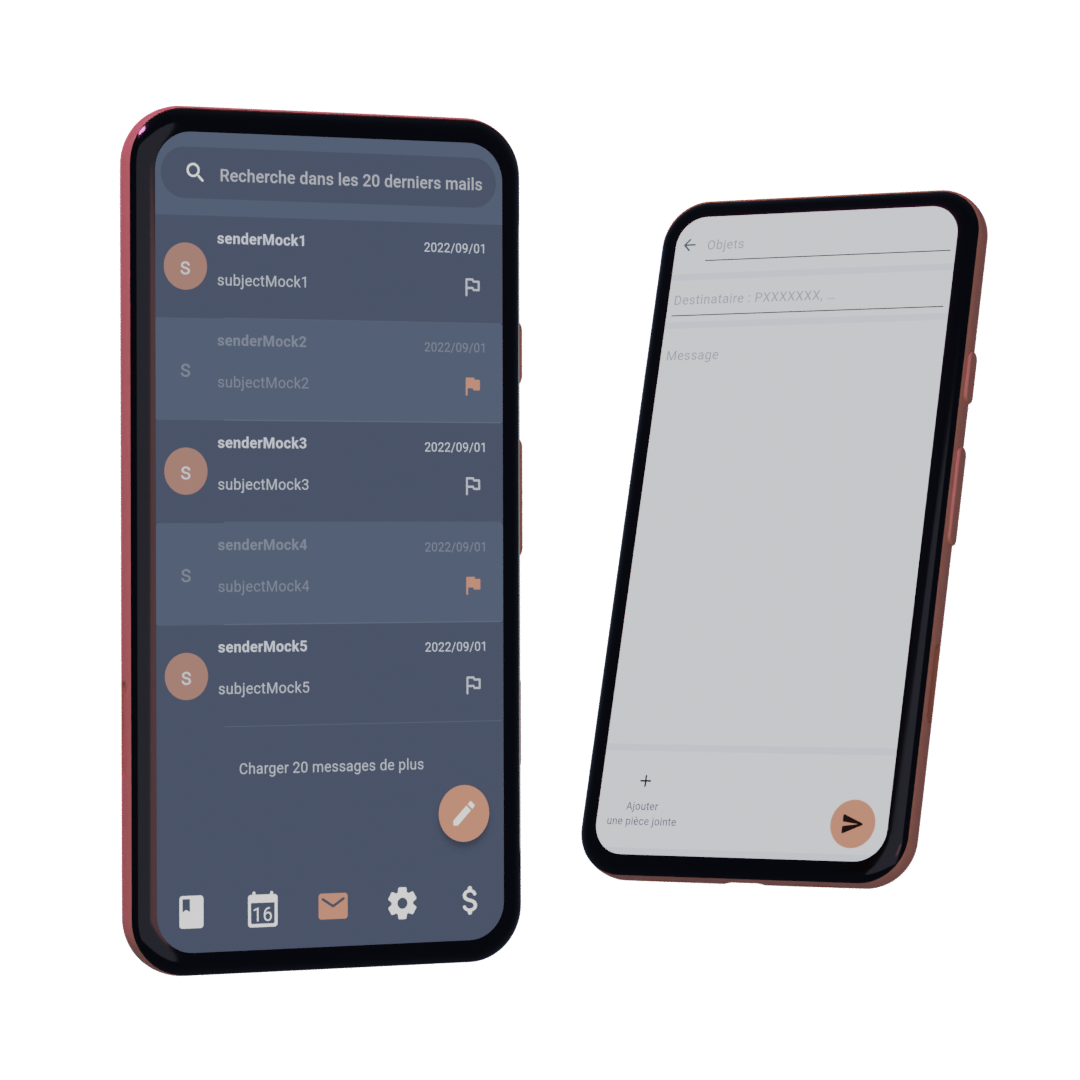 Recherche dans les 20 derniers mails
senderMock1
2022/09/01
S
subjectMock1
senderMock2
2022/09/01
S
subjectMock2
senderMock3
2022/09/01
S
subjectMock3
senderMock4
2022/09/01
S
subjectMock4
senderMock5
2022/09/01
S
subjectMock5
Charger 20 messages de plus
16
$
Objets
Destinataire : PXXXXXXX, ...
Message
+
Ajouter
une pièce jointe